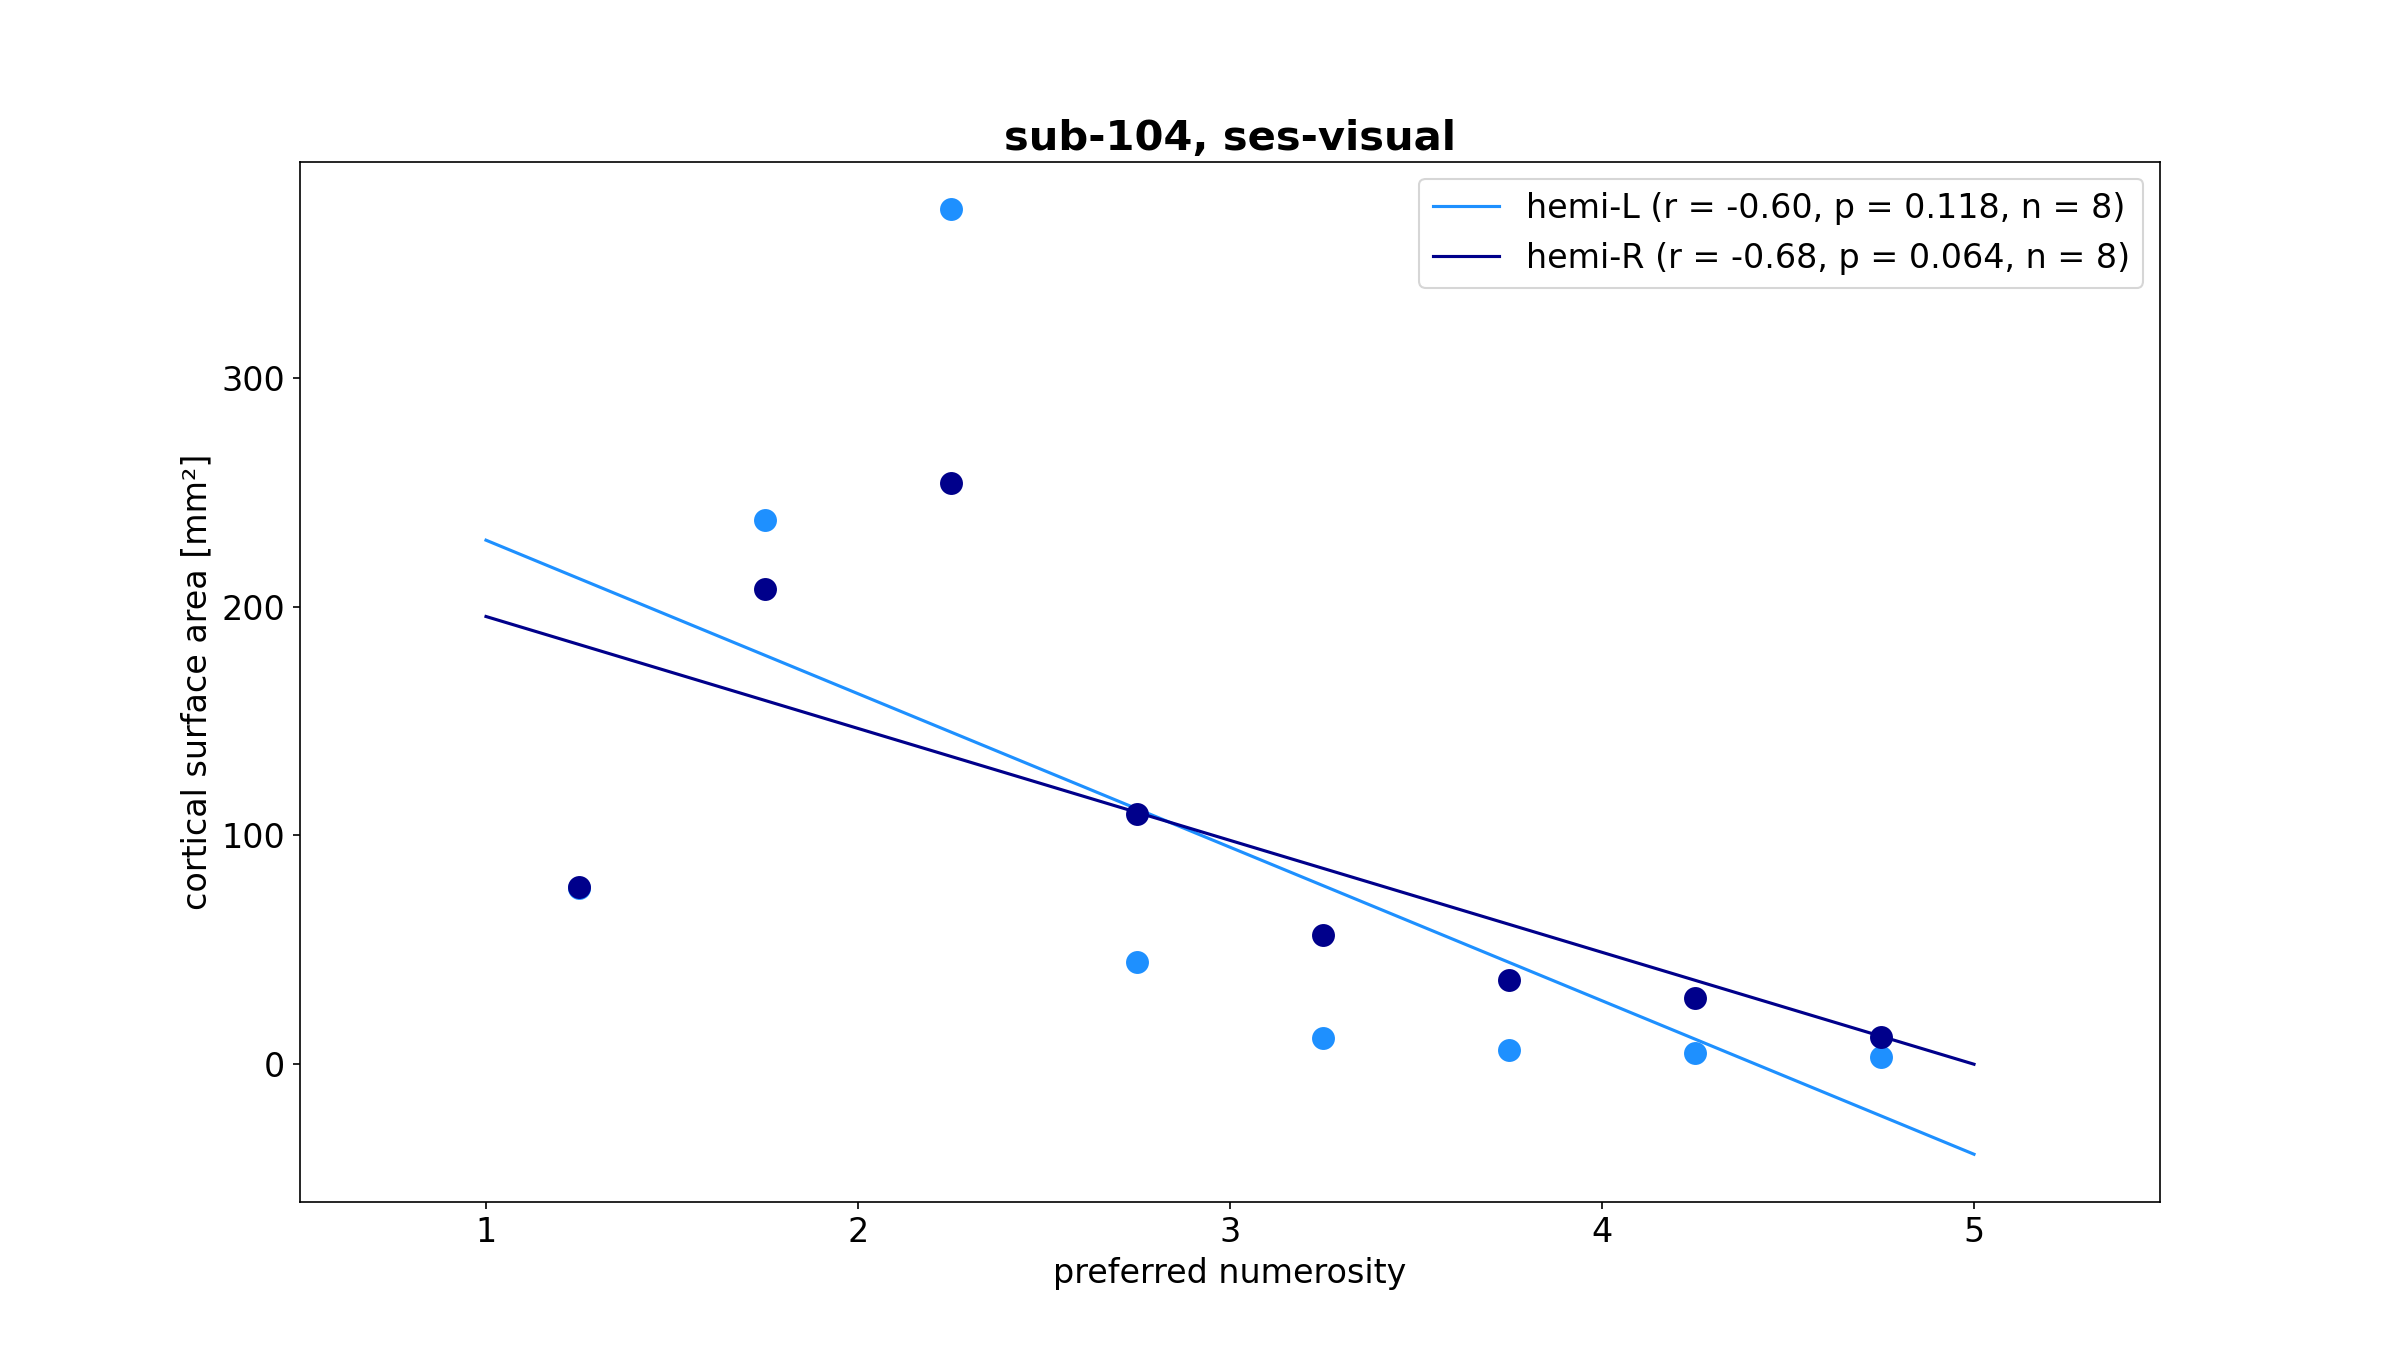 sub-104, ses-visual
hemi-L (r = -0.60, p = 0.118, n = 8)
hemi-R (r = -0.68, p = 0.064, n = 8)
cortical surface area [mm²]
300
200
100
0
1 2 3 4 5
preferred numerosity